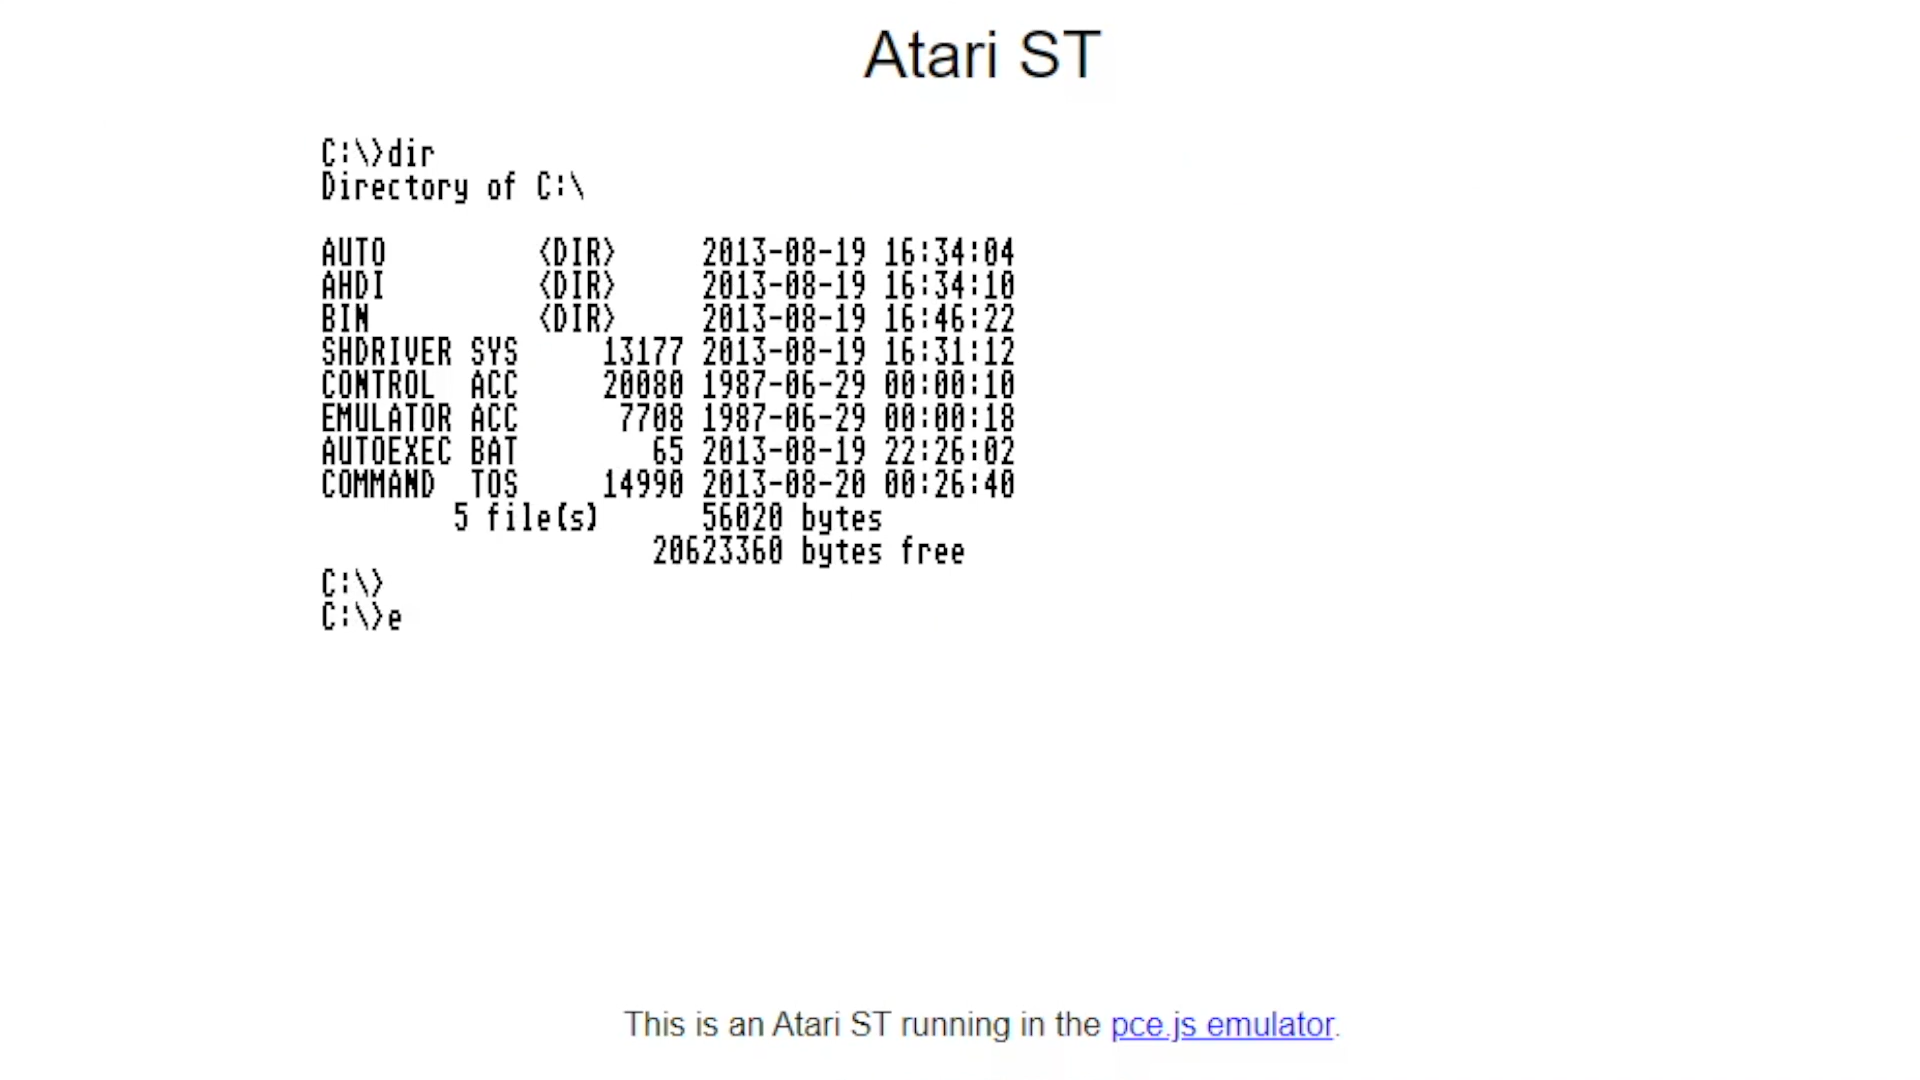 Atari ST
C:\>dir
Directory of C:\
AUTO <DIR> 2013-08-19 16:34:04
AHDI <DIR> 2013-08-19 16:34:10
BIN <DIR> 2013-08-19 16:46:22
SHDRIVER SYS 13177 2013-08-19 16:31:12
CONTROL ACC 20080 1987-06-29 00:00:10
EMULATOR ACC 7708 1987-06-29 00:00:18
AUTOEXEC BAT 65 2013-08-19 22:26:02
COMMAND TOS 14990 2013-08-20 00:26:40
5 file(s) 56020 bytes
20623360 bytes free
C:\>
C:\>e
This is an Atari ST running in the pce.js emulator.